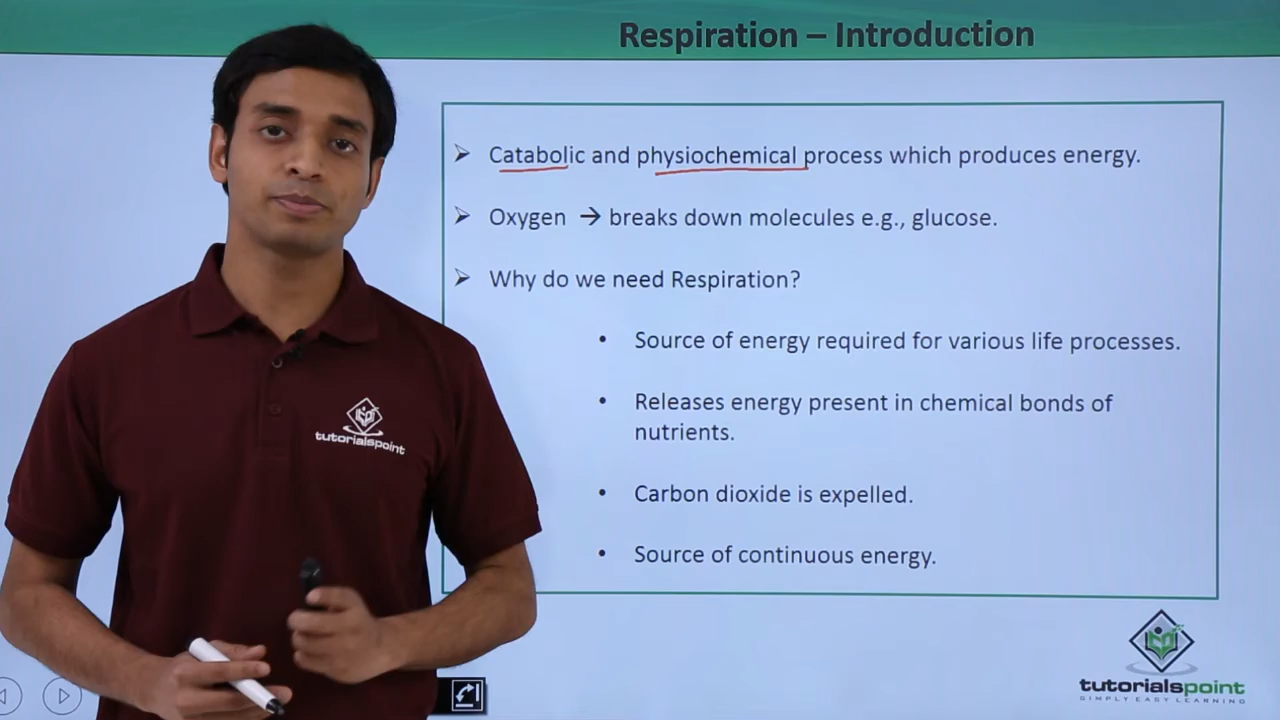 Respiration – Introduction
➢ Catabolic and physiochemical process which produces energy.
➢ Oxygen → breaks down molecules e.g., glucose.
➢ Why do we need Respiration?
• Source of energy required for various life processes.
• Releases energy present in chemical bonds of
nutrients.
• Carbon dioxide is expelled.
• Source of continuous energy.
tutorialspoint
tutorialspoint
SIMPLY EASY LEARNING